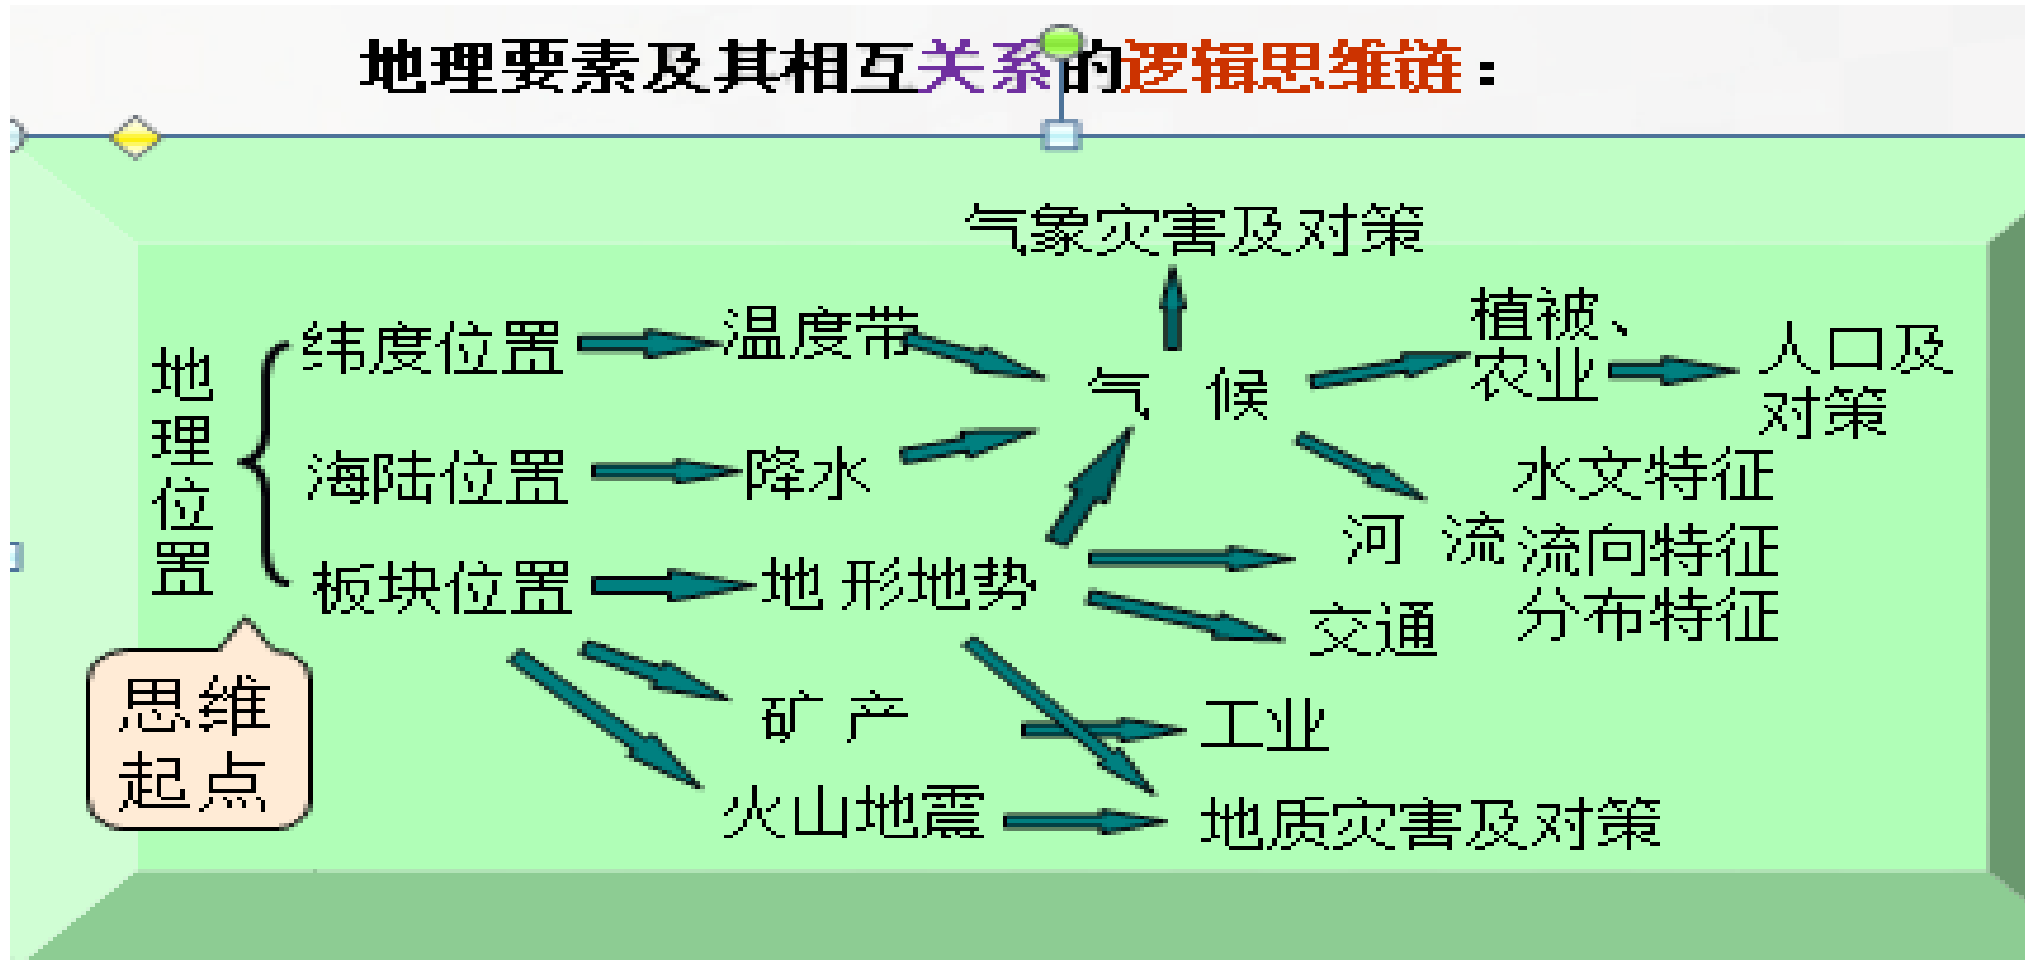 地理要素及其相互关系的逻辑思维链：
气象灾害及对策
地理位置
纬度位置
温度带
海陆位置
降水
板块位置
地 形地势
气 候
植被、
农业
人口及
对策
河 流
水文特征
流向特征
分布特征
交通
矿 产
工业
火山地震
地质灾害及对策
思维
起点